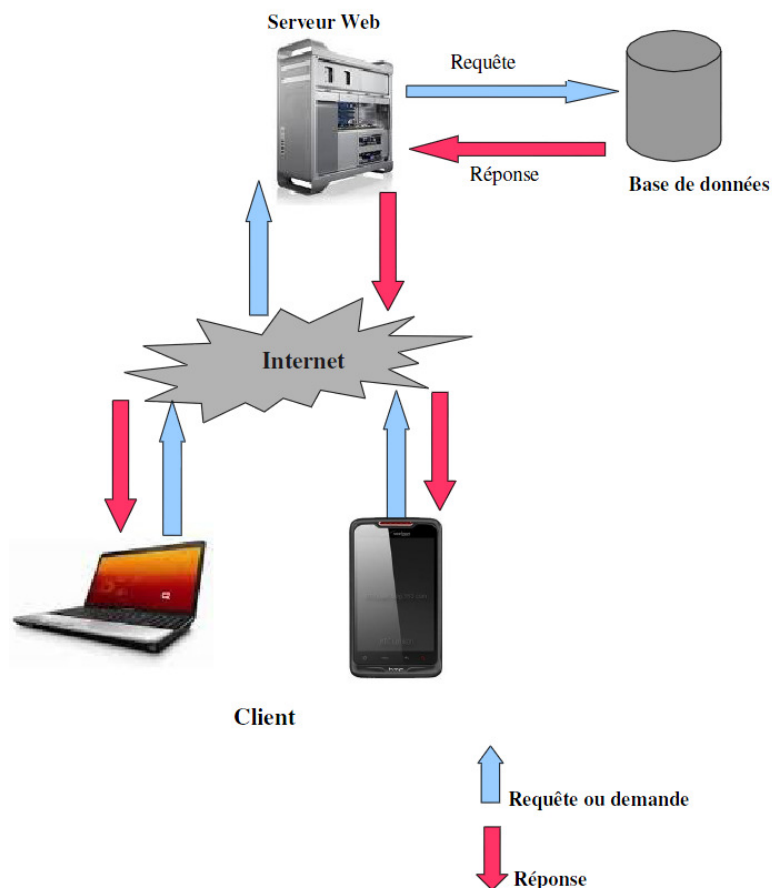 Serveur Web
Requête
Réponse
Base de données
Internet
Client
Requête ou demande
Réponse